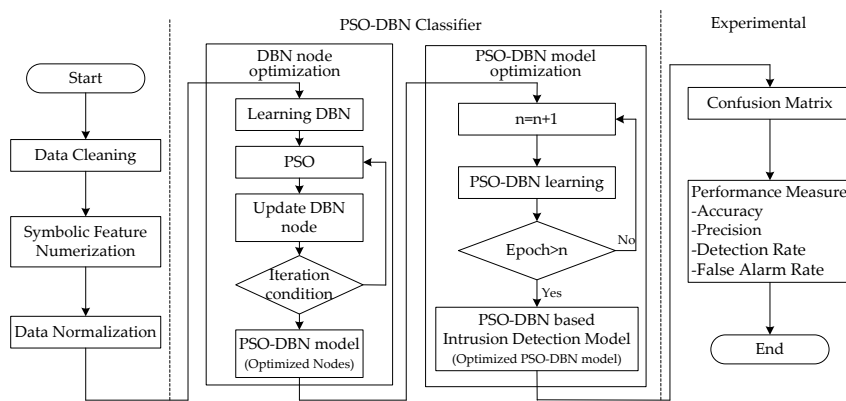 PSO-DBN Classifier
Experimental
Start
Data Cleaning
Symbolic Feature
Numerization
Data Normalization
DBN node
optimization
Learning DBN
PSO
Update DBN
node
Iteration
condition
PSO-DBN model
(Optimized Nodes)
PSO-DBN model
optimization
n=n+1
PSO-DBN learning
Epoch>n
No
Yes
PSO-DBN based
Intrusion Detection Model
(Optimized PSO-DBN model)
Confusion Matrix
Performance Measure
-Accuracy
-Precision
-Detection Rate
-False Alarm Rate
End